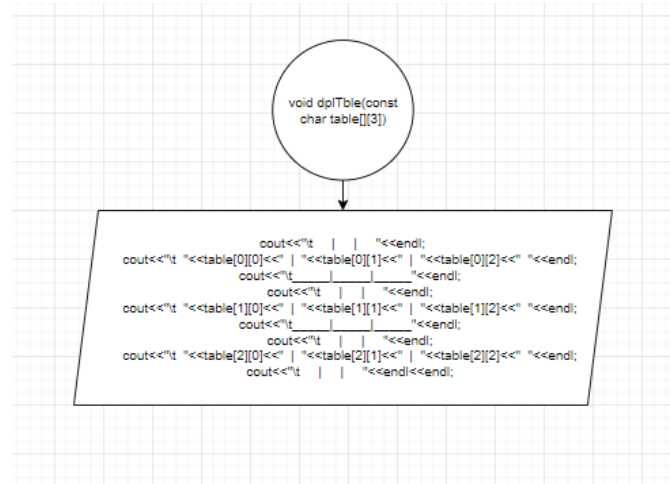 void dplTble(const
char table[][3])
cout<<"\t     |     |     "<<endl;
cout<<"\t  "<<table[0][0]<<"  |  "<<table[0][1]<<"  |  "<<table[0][2]<<"  "<<endl;
cout<<"\t_____|_____|_____"<<endl;
cout<<"\t     |     |     "<<endl;
cout<<"\t  "<<table[1][0]<<"  |  "<<table[1][1]<<"  |  "<<table[1][2]<<"  "<<endl;
cout<<"\t_____|_____|_____"<<endl;
cout<<"\t     |     |     "<<endl;
cout<<"\t  "<<table[2][0]<<"  |  "<<table[2][1]<<"  |  "<<table[2][2]<<"  "<<endl;
cout<<"\t     |     |     "<<endl<<endl;